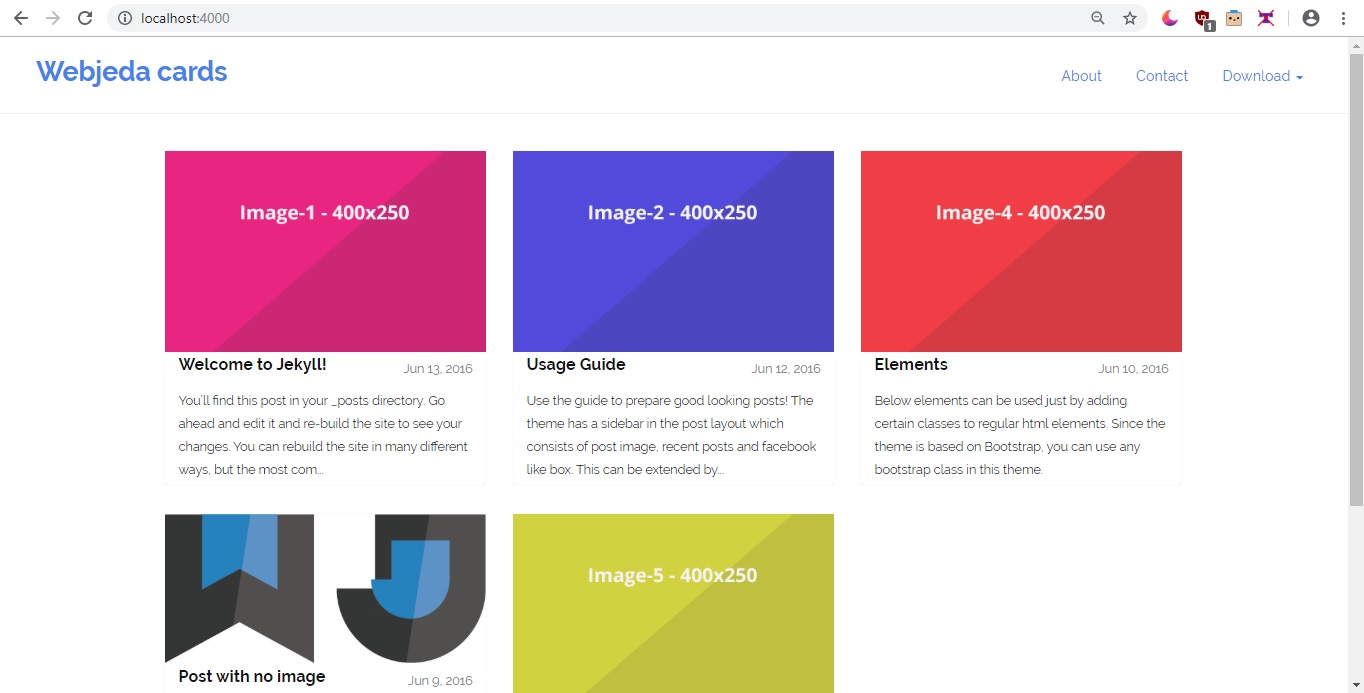 localhost:4000
1
Webjeda cards
About
Contact
Download
Image-1 - 400x250
Image-2 - 400x250
Image-4 - 400x250
Welcome to Jekyll!
Jun 13, 2016
You'll find this post in your _posts directory. Go
ahead and edit it and re-build the site to see your
changes. You can rebuild the site in many different
ways, but the most com...
Usage Guide
Jun 12, 2016
Use the guide to prepare good looking posts! The
theme has a sidebar in the post layout which
consists of post image, recent posts and facebook
like box. This can be extended by...
Elements
Jun 10, 2016
Below elements can be used just by adding
certain classes to regular html elements. Since the
theme is based on Bootstrap, you can use any
bootstrap class in this theme.
Image-5 - 400x250
Post with no image
Jun 9, 2016